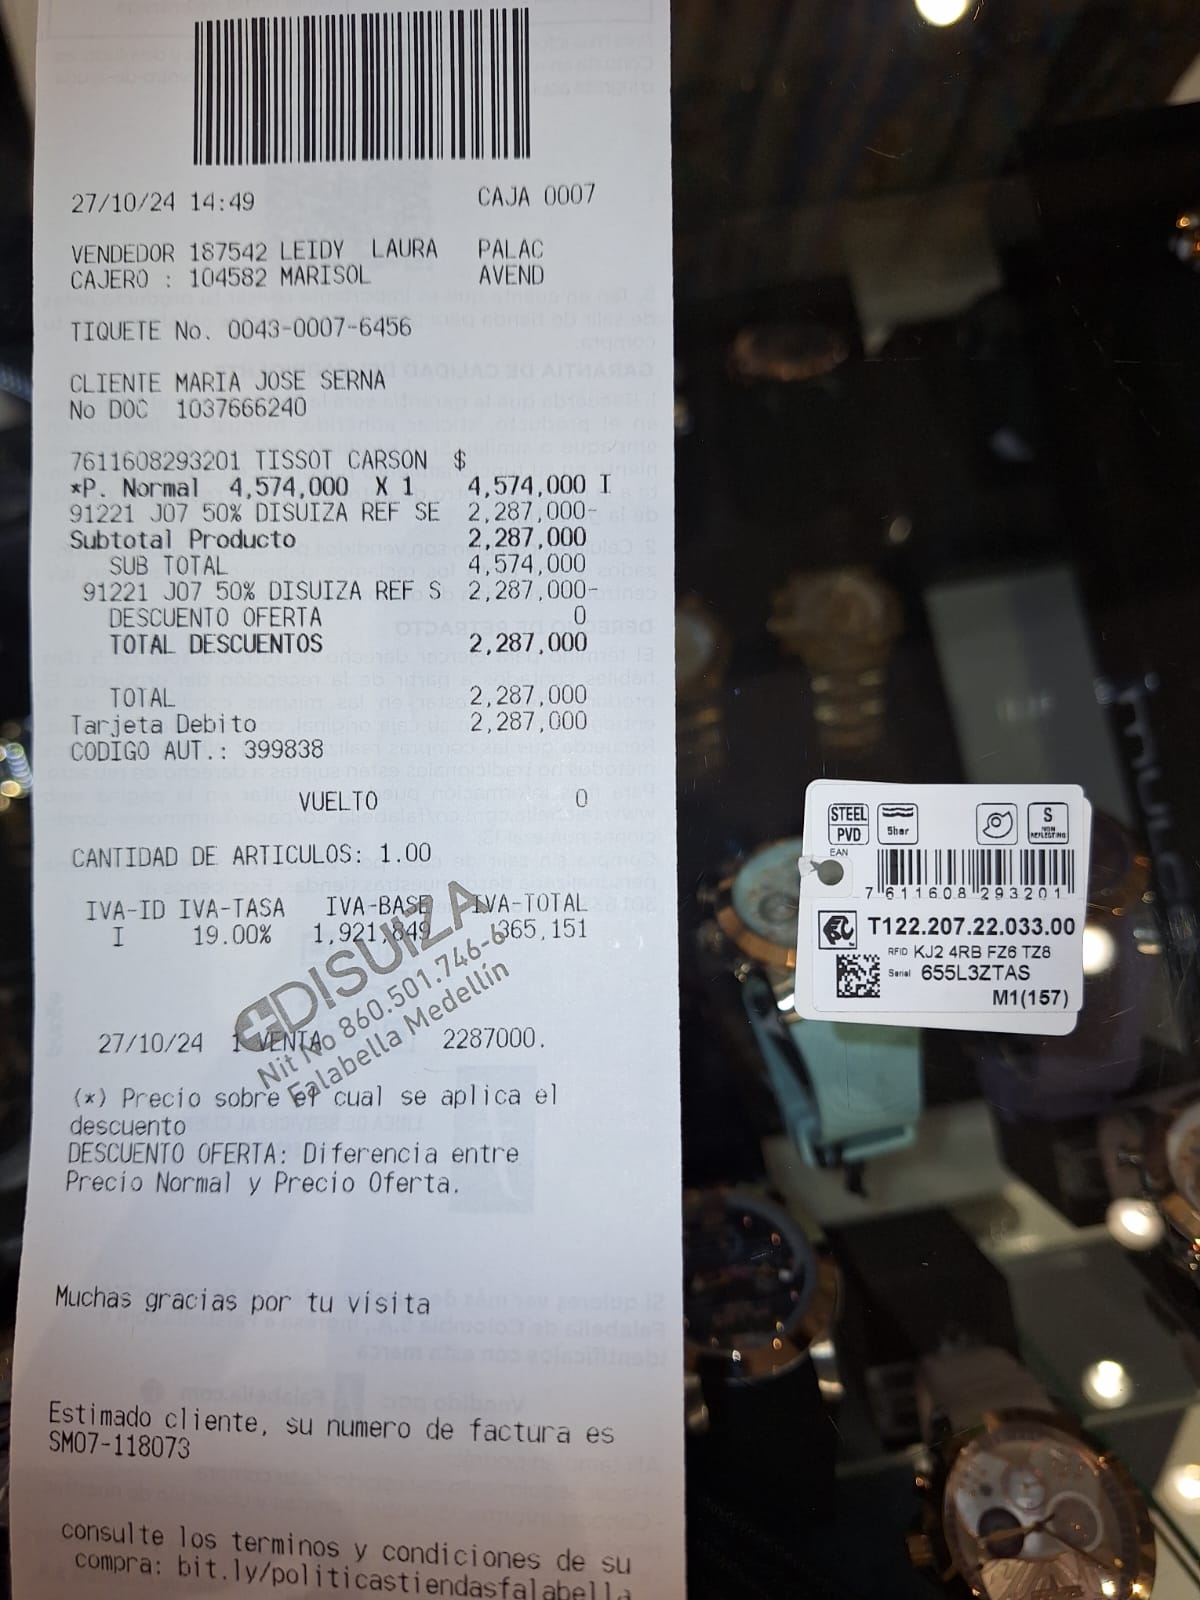 27/10/24 14:49 CAJA 0007
VENDEDOR 187542 LEIDY LAURA PALAC
CAJERO : 104582 MARISOL AVEND
TIQUETE No. 0043-0007-6456
CLIENTE MARIA JOSE SERNA
No DOC 1037666240
7611608293201 TISSOT CARSON $
*P. Normal 4,574,000 X 1 4,574,000 I
91221 J07 50% DISUIZA REF SE 2,287,000-
Subtotal Producto 2,287,000
SUB TOTAL 4,574,000
91221 J07 50% DISUIZA REF S 2,287,000-
DESCUENTO OFERTA 0
TOTAL DESCUENTOS 2,287,000
TOTAL 2,287,000
Tarjeta Debito 2,287,000
CODIGO AUT.: 399838
VUELTO 0
CANTIDAD DE ARTICULOS: 1.00
IVA-ID IVA-TASA IVA-BASE IVA-TOTAL
I 19.00% 1,921,849 365,151
DISUIZA
Nit No 860.501.746-6
Falabella Medellín
27/10/24 1 VENTA 2287000.
(*) Precio sobre el cual se aplica el
descuento
DESCUENTO OFERTA: Diferencia entre
Precio Normal y Precio Oferta.
Muchas gracias por tu visita
Estimado cliente, su numero de factura es
SM07-118073
consulte los terminos y condiciones de su
compra: bit.ly/politicastiendasfalabella
STEEL
PVD
5bar
S
NON
REFLECTING
EAN
7 611608 293201
T122.207.22.033.00
RFID KJ2 4RB FZ6 TZ8
Serial 655L3ZTAS
M1(157)